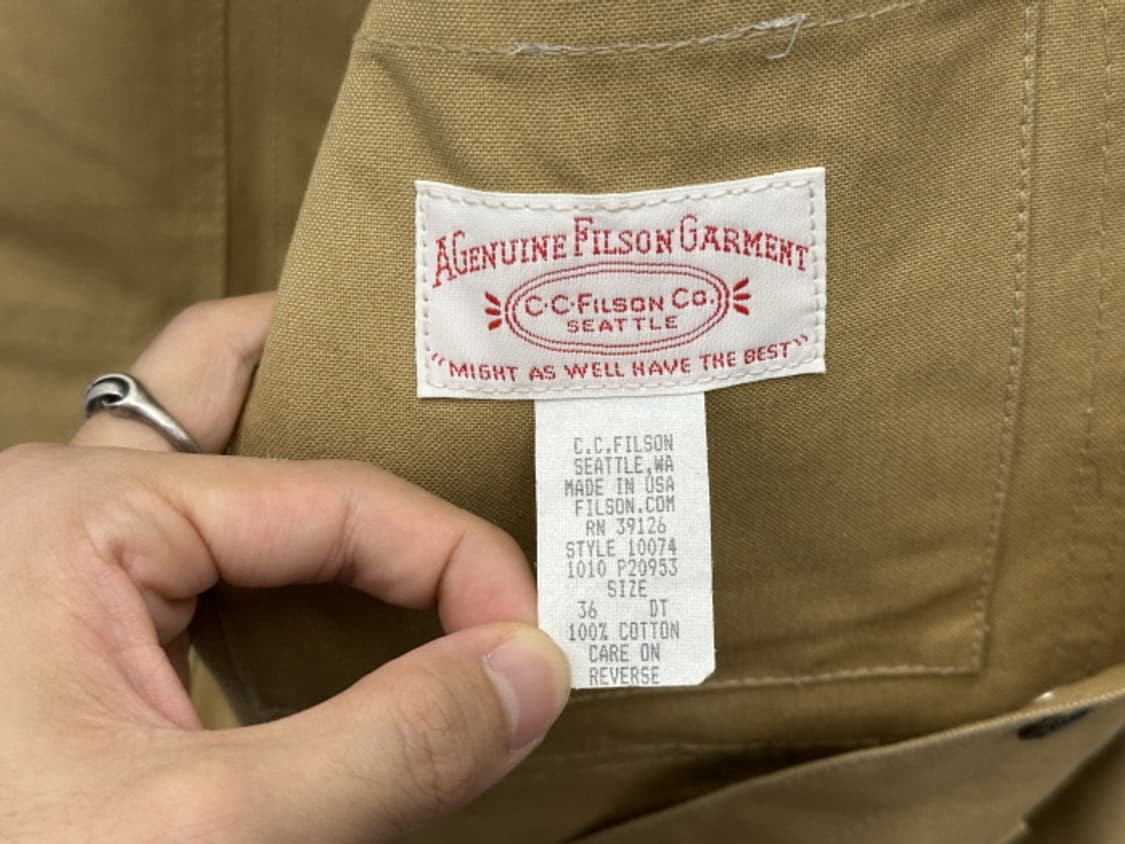 A GENUINE FILSON GARMENT
C·C·FILSON CO.
SEATTLE
"MIGHT AS WELL HAVE THE BEST"
C.C.FILSON
SEATTLE,WA
MADE IN USA
FILSON.COM
RN 39126
STYLE 10074
1010 P20953
SIZE
36 DT
100% COTTON
CARE ON
REVERSE